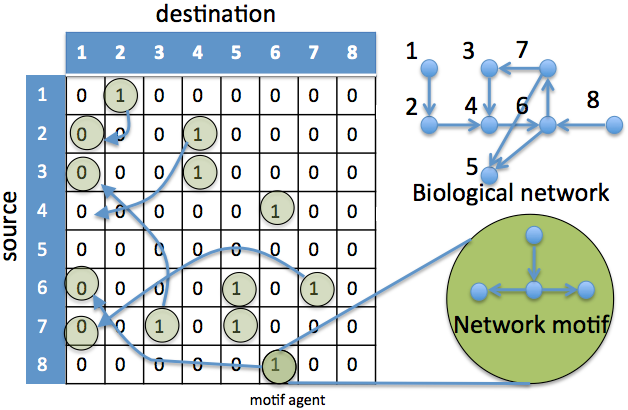 destination
1 2 3 4 5 6 7 8
source
1 0 1 0 0 0 0 0 0
2 0 0 0 1 0 0 0 0
3 0 0 0 1 0 0 0 0
4 0 0 0 0 0 1 0 0
5 0 0 0 0 0 0 0 0
6 0 0 0 0 1 0 1 0
7 0 0 1 0 1 0 0 0
8 0 0 0 0 0 1 0 0
motif agent
1 3 7
2 4 6 8
5
Biological network
Network motif